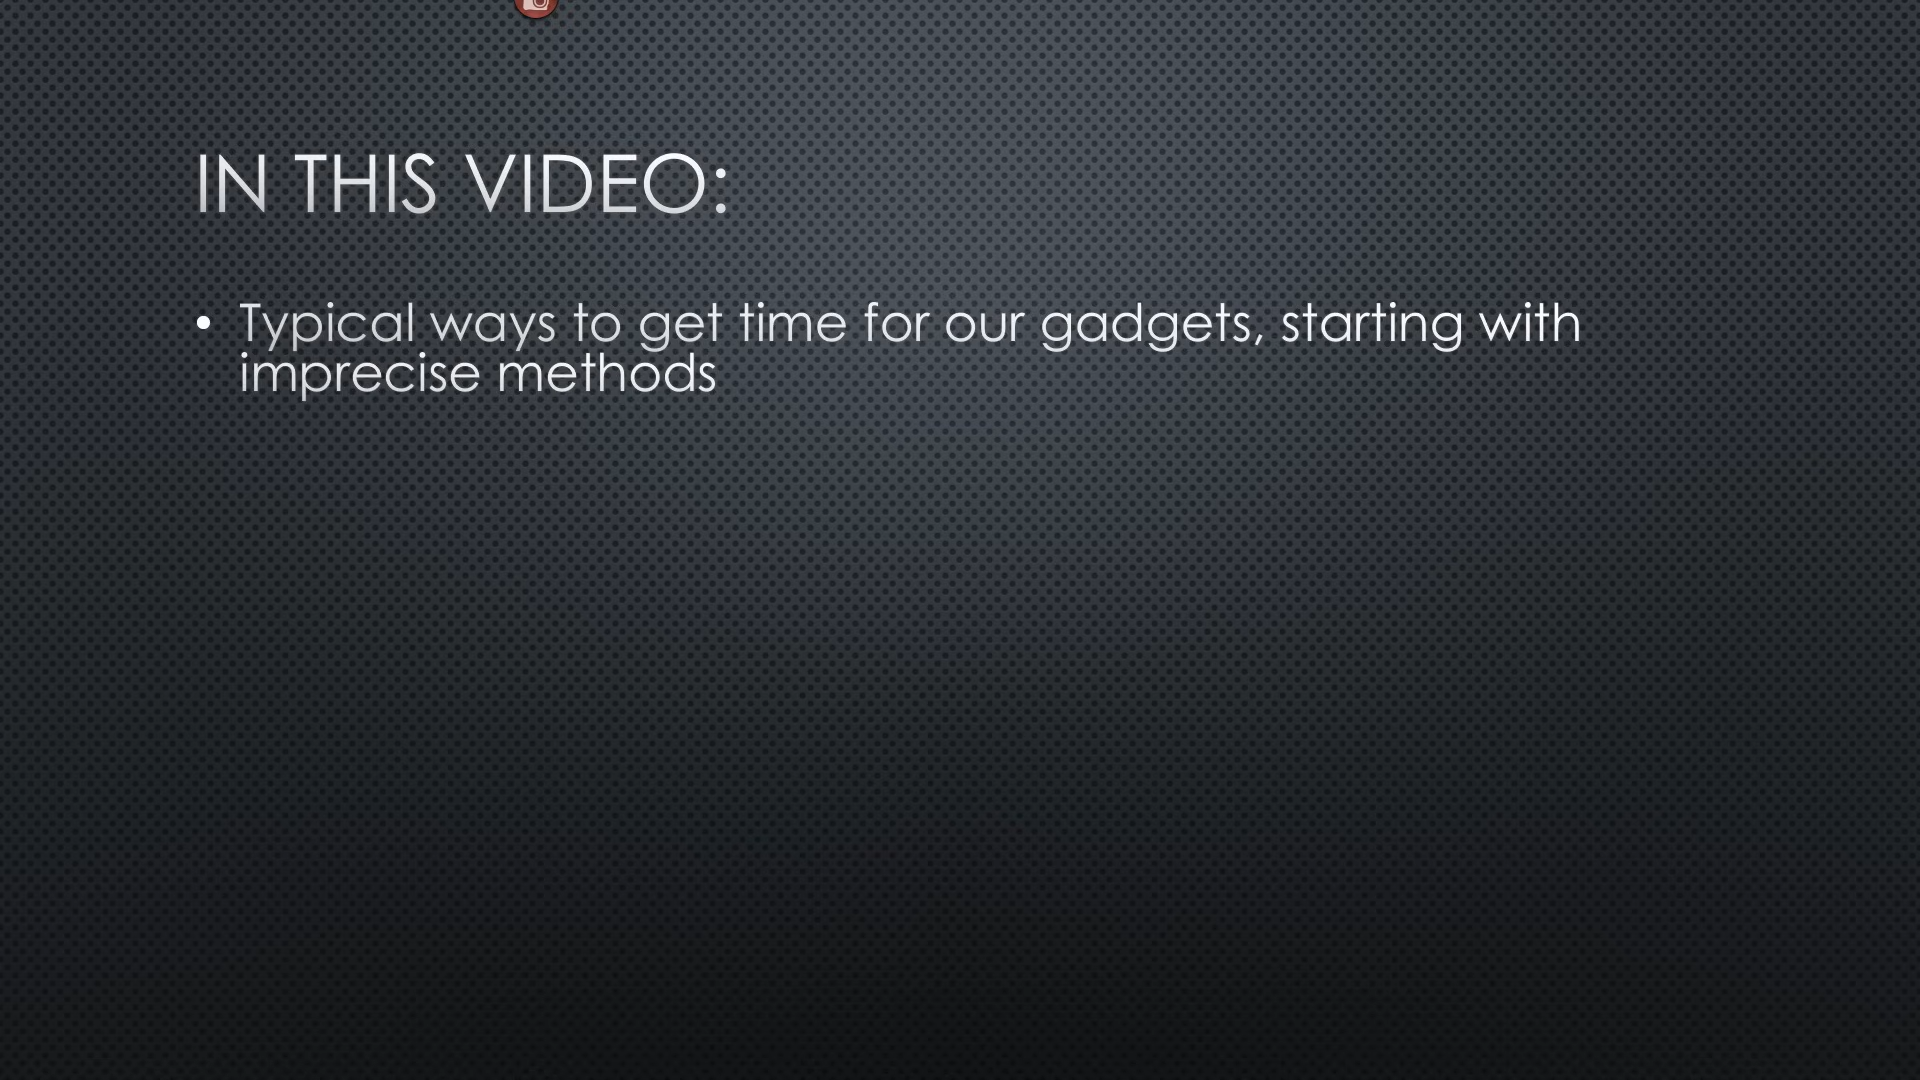 IN THIS VIDEO:
• Typical ways to get time for our gadgets, starting with
imprecise methods